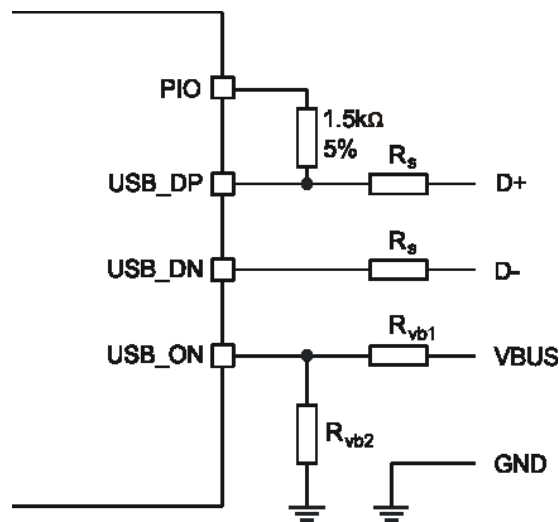 PIO
1.5kΩ
5%
USB_DP
Rs
D+
USB_DN
Rs
D-
USB_ON
Rvb1
VBUS
Rvb2
GND